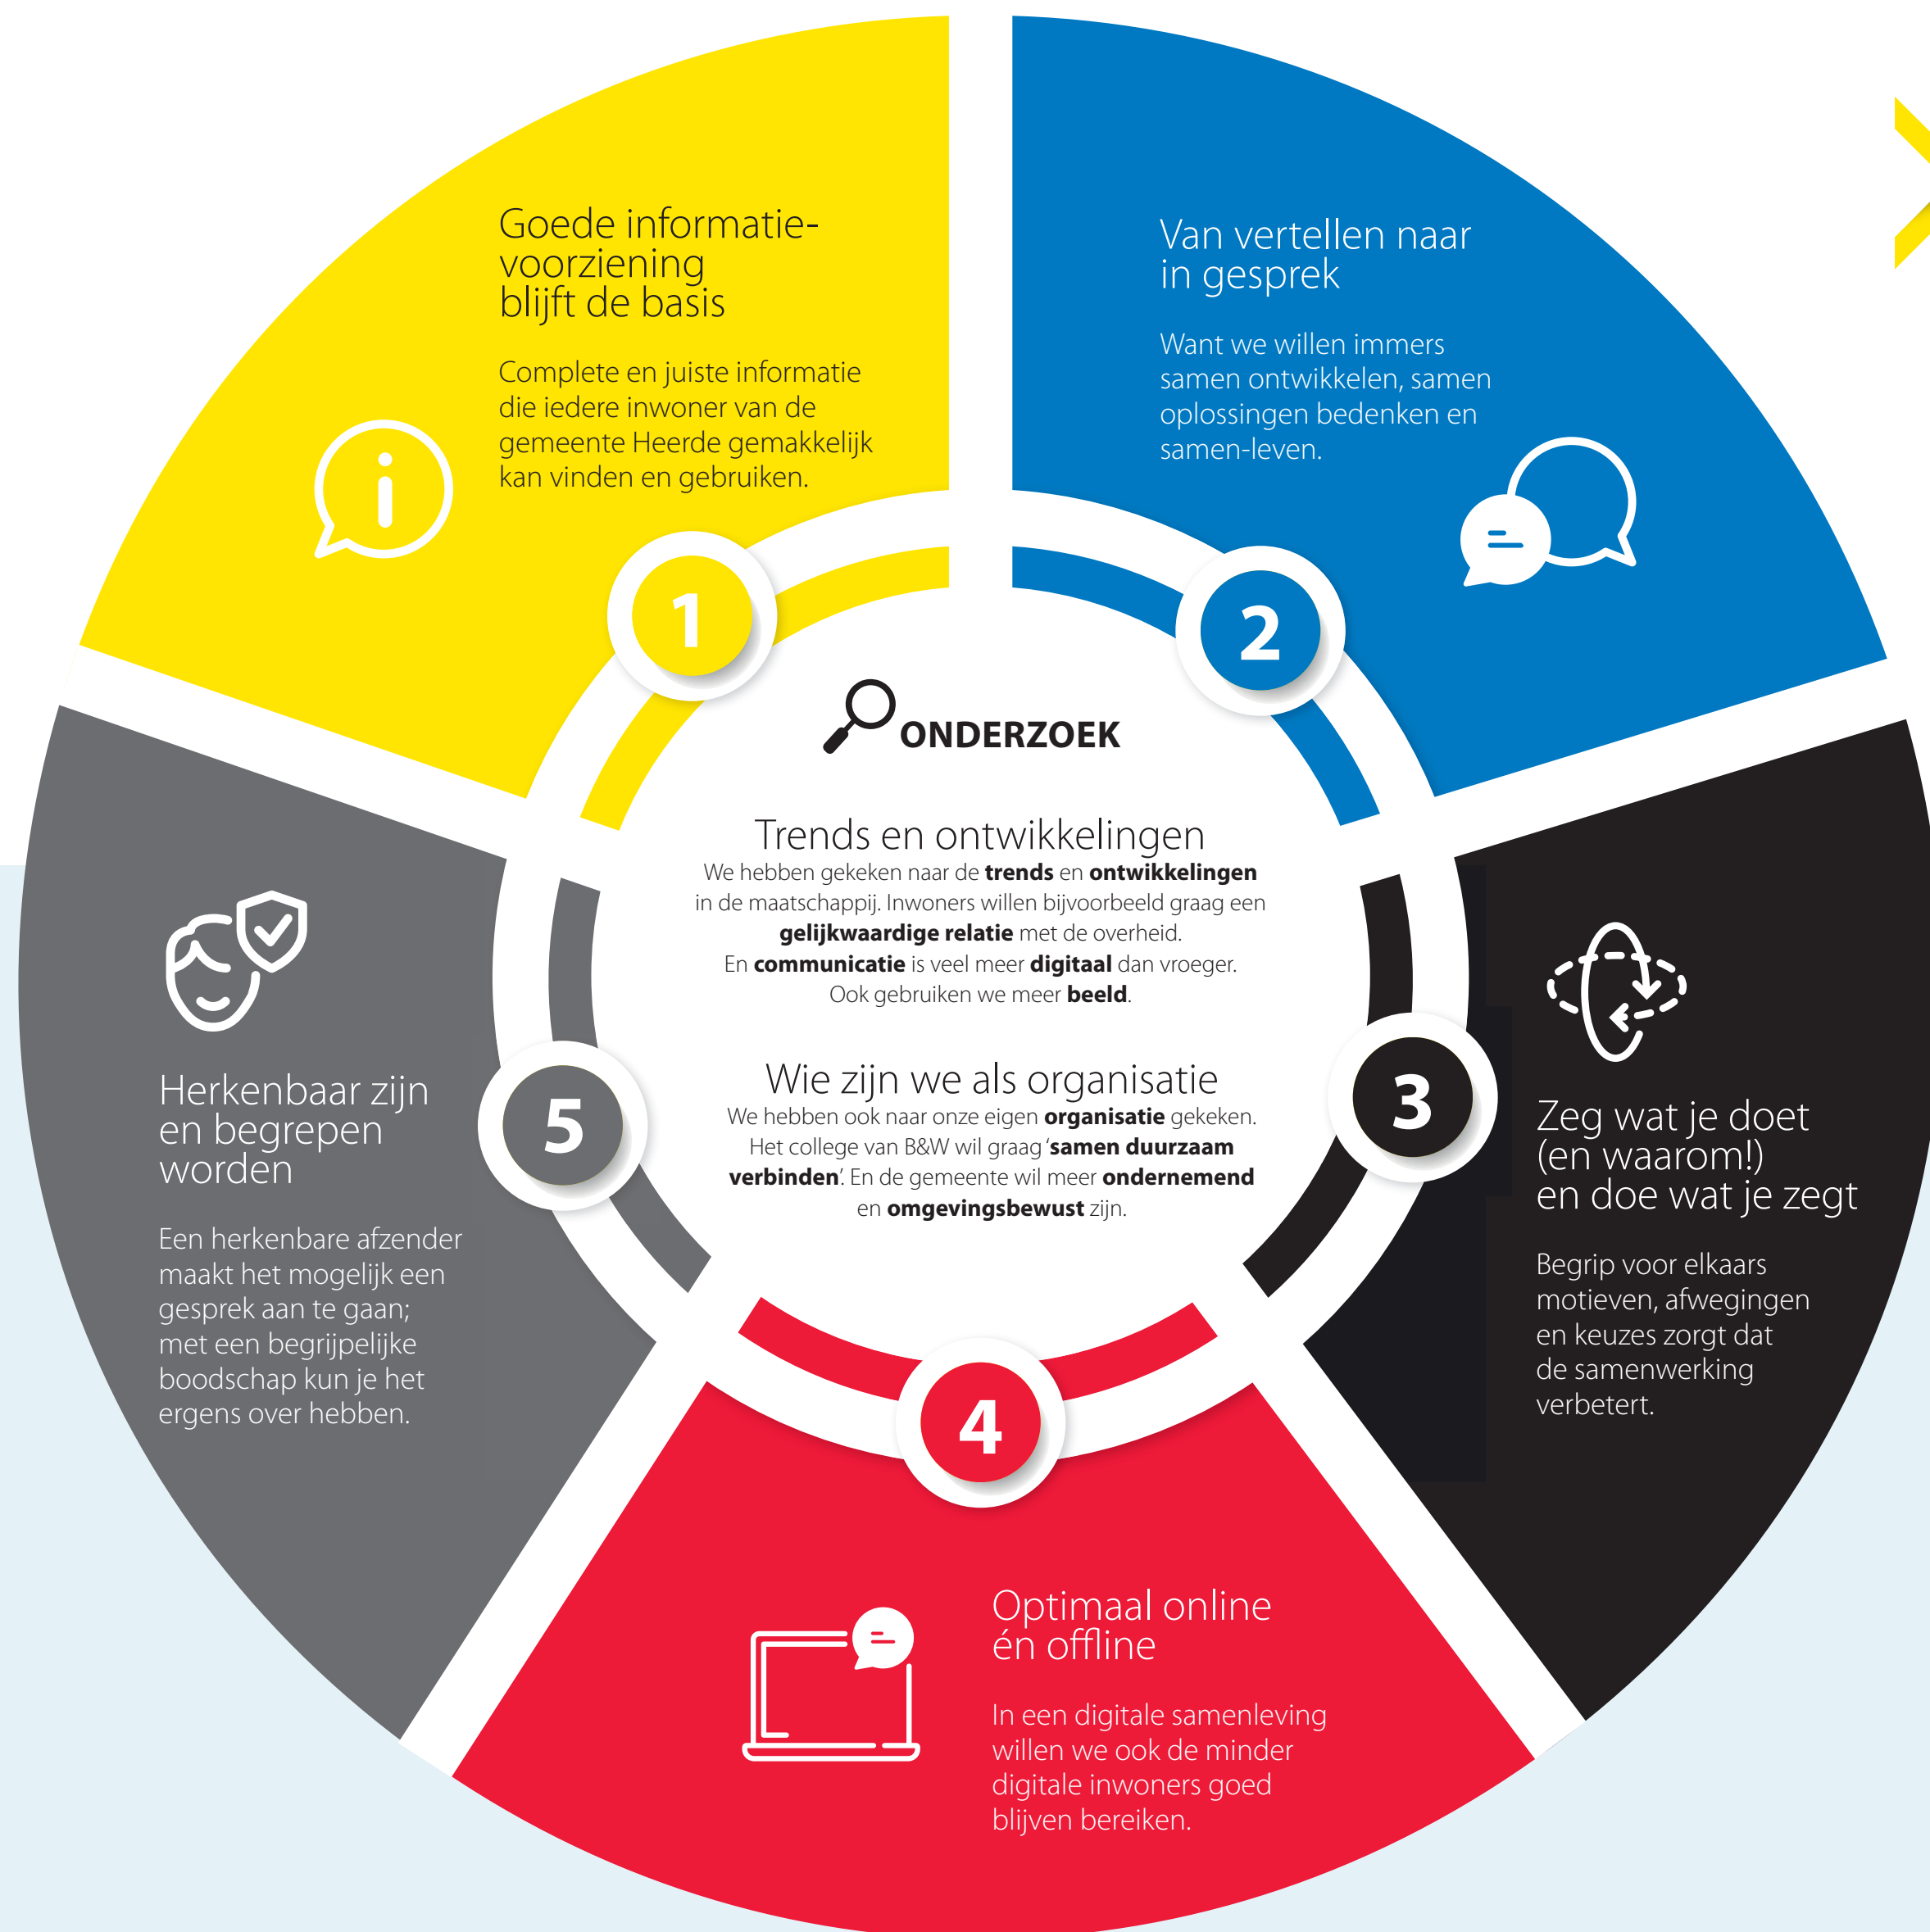 Goede informatie-
voorziening
blijft de basis
Complete en juiste informatie
die iedere inwoner van de
gemeente Heerde gemakkelijk
kan vinden en gebruiken.
1
Van vertellen naar
in gesprek
Want we willen immers
samen ontwikkelen, samen
oplossingen bedenken en
samen-leven.
2
ONDERZOEK
Trends en ontwikkelingen
We hebben gekeken naar de trends en ontwikkelingen
in de maatschappij. Inwoners willen bijvoorbeeld graag een
gelijkwaardige relatie met de overheid.
En communicatie is veel meer digitaal dan vroeger.
Ook gebruiken we meer beeld.
Wie zijn we als organisatie
We hebben ook naar onze eigen organisatie gekeken.
Het college van B&W wil graag ‘samen duurzaam
verbinden’. En de gemeente wil meer ondernemend
en omgevingsbewust zijn.
3
Zeg wat je doet
(en waarom!)
en doe wat je zegt
Begrip voor elkaars
motieven, afwegingen
en keuzes zorgt dat
de samenwerking
verbetert.
4
Optimaal online
én offline
In een digitale samenleving
willen we ook de minder
digitale inwoners goed
blijven bereiken.
5
Herkenbaar zijn
en begrepen
worden
Een herkenbare afzender
maakt het mogelijk een
gesprek aan te gaan;
met een begrijpelijke
boodschap kun je het
ergens over hebben.